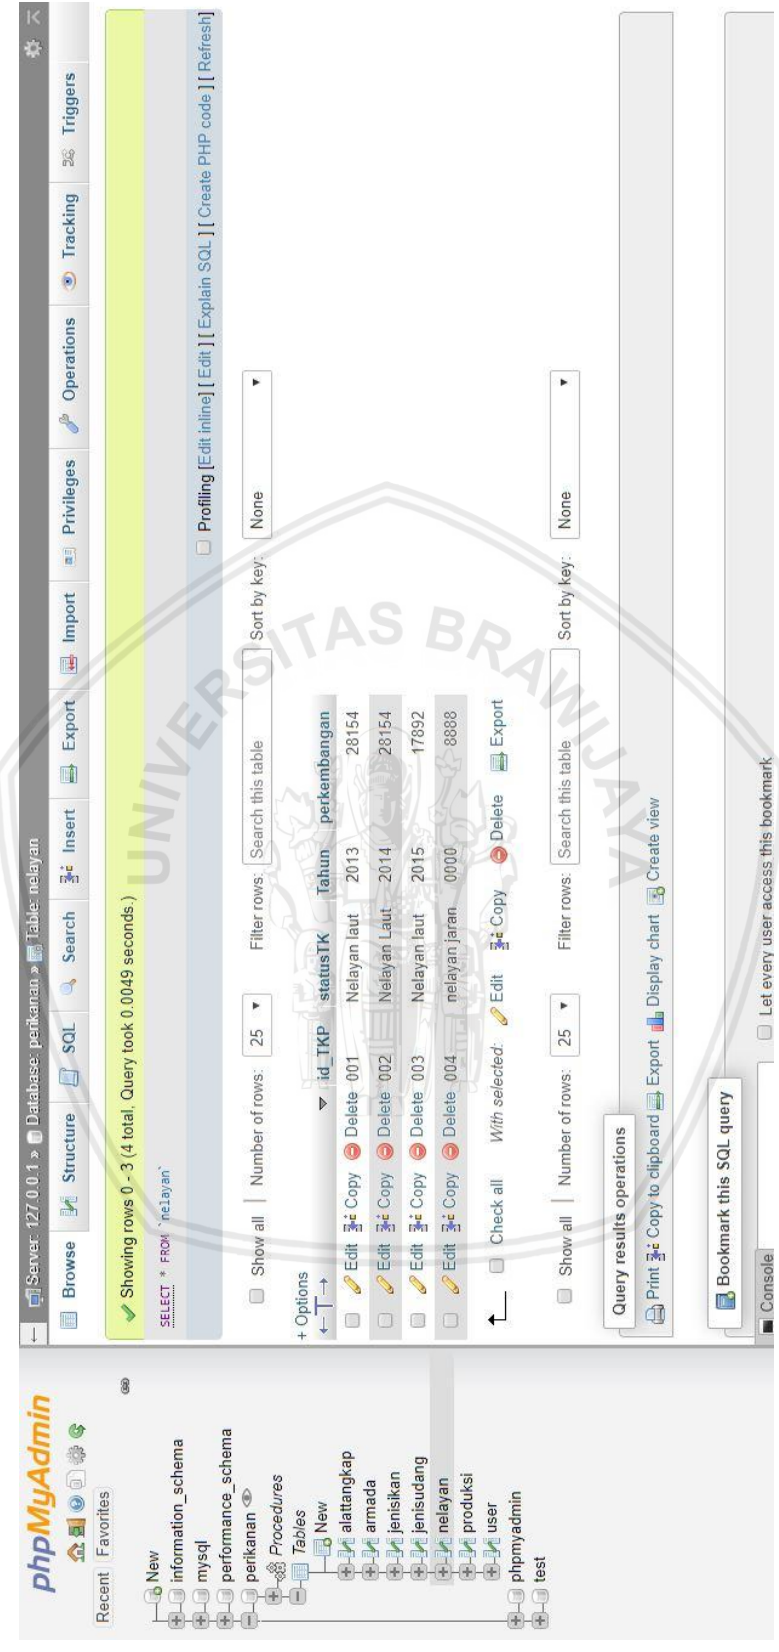 phpMyAdmin
Recent Favorites
New
information_schema
mysql
performance_schema
perikanan
Procedures
Tables
New
alattangkap
armada
jenisikan
jenisudang
nelayan
produksi
user
phpmyadmin
test
Server: 127.0.0.1 » Database: perikanan » Table: nelayan
Browse Structure SQL Search Insert Export Import Privileges Operations Tracking Triggers
Showing rows 0 - 3 (4 total, Query took 0.0049 seconds.)
SELECT * FROM `nelayan`
Profiling [Edit inline] [ Edit ] [ Explain SQL ] [ Create PHP code ] [ Refresh]
Show all | Number of rows: 25 Filter rows: Search this table Sort by key: None
+ Options
id_TKP statusTK Tahun perkembangan
Edit Copy Delete 001 Nelayan laut 2013 28154
Edit Copy Delete 002 Nelayan Laut 2014 28154
Edit Copy Delete 003 Nelayan laut 2015 17892
Edit Copy Delete 004 nelayan jaran 0000 8888
Check all With selected: Edit Copy Delete Export
Show all | Number of rows: 25 Filter rows: Search this table Sort by key: None
Query results operations
Print Copy to clipboard Export Display chart Create view
Bookmark this SQL query
Console
Let every user access this bookmark
UNIVERSITAS BRAWIJAYA